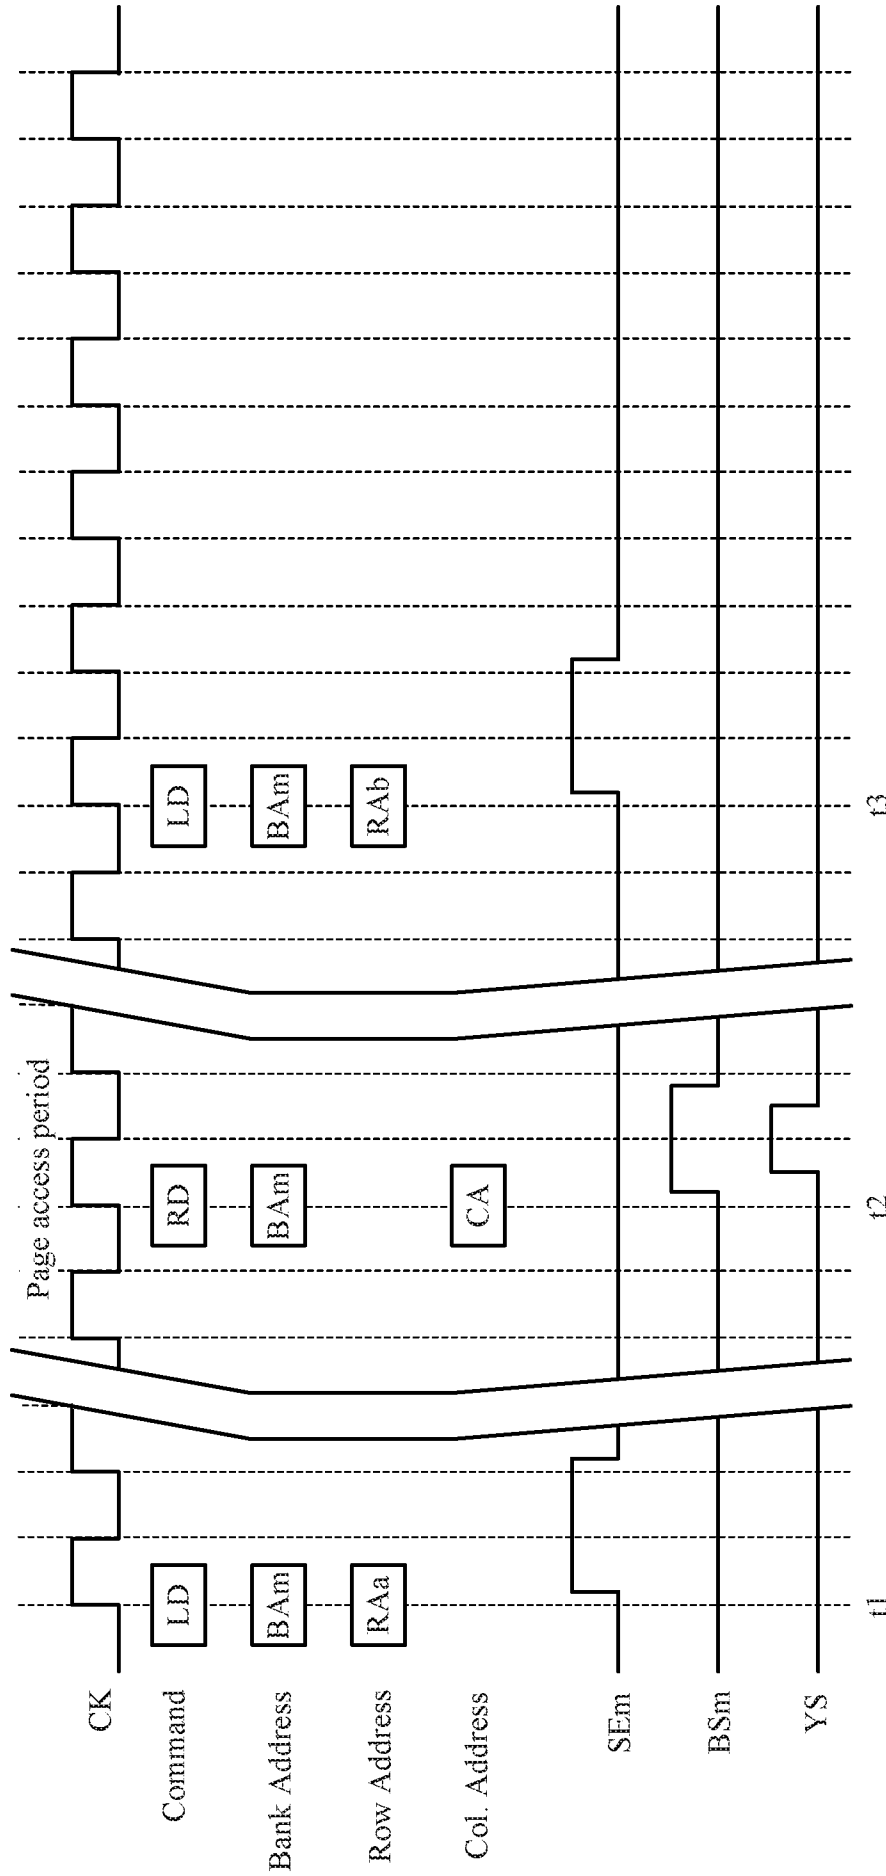 Page access period
CK
Command LD RD LD
Bank Address BAm BAm BAm
Row Address RAa RAb
Col. Address CA
SEm
BSm
YS
t1 t2 t3